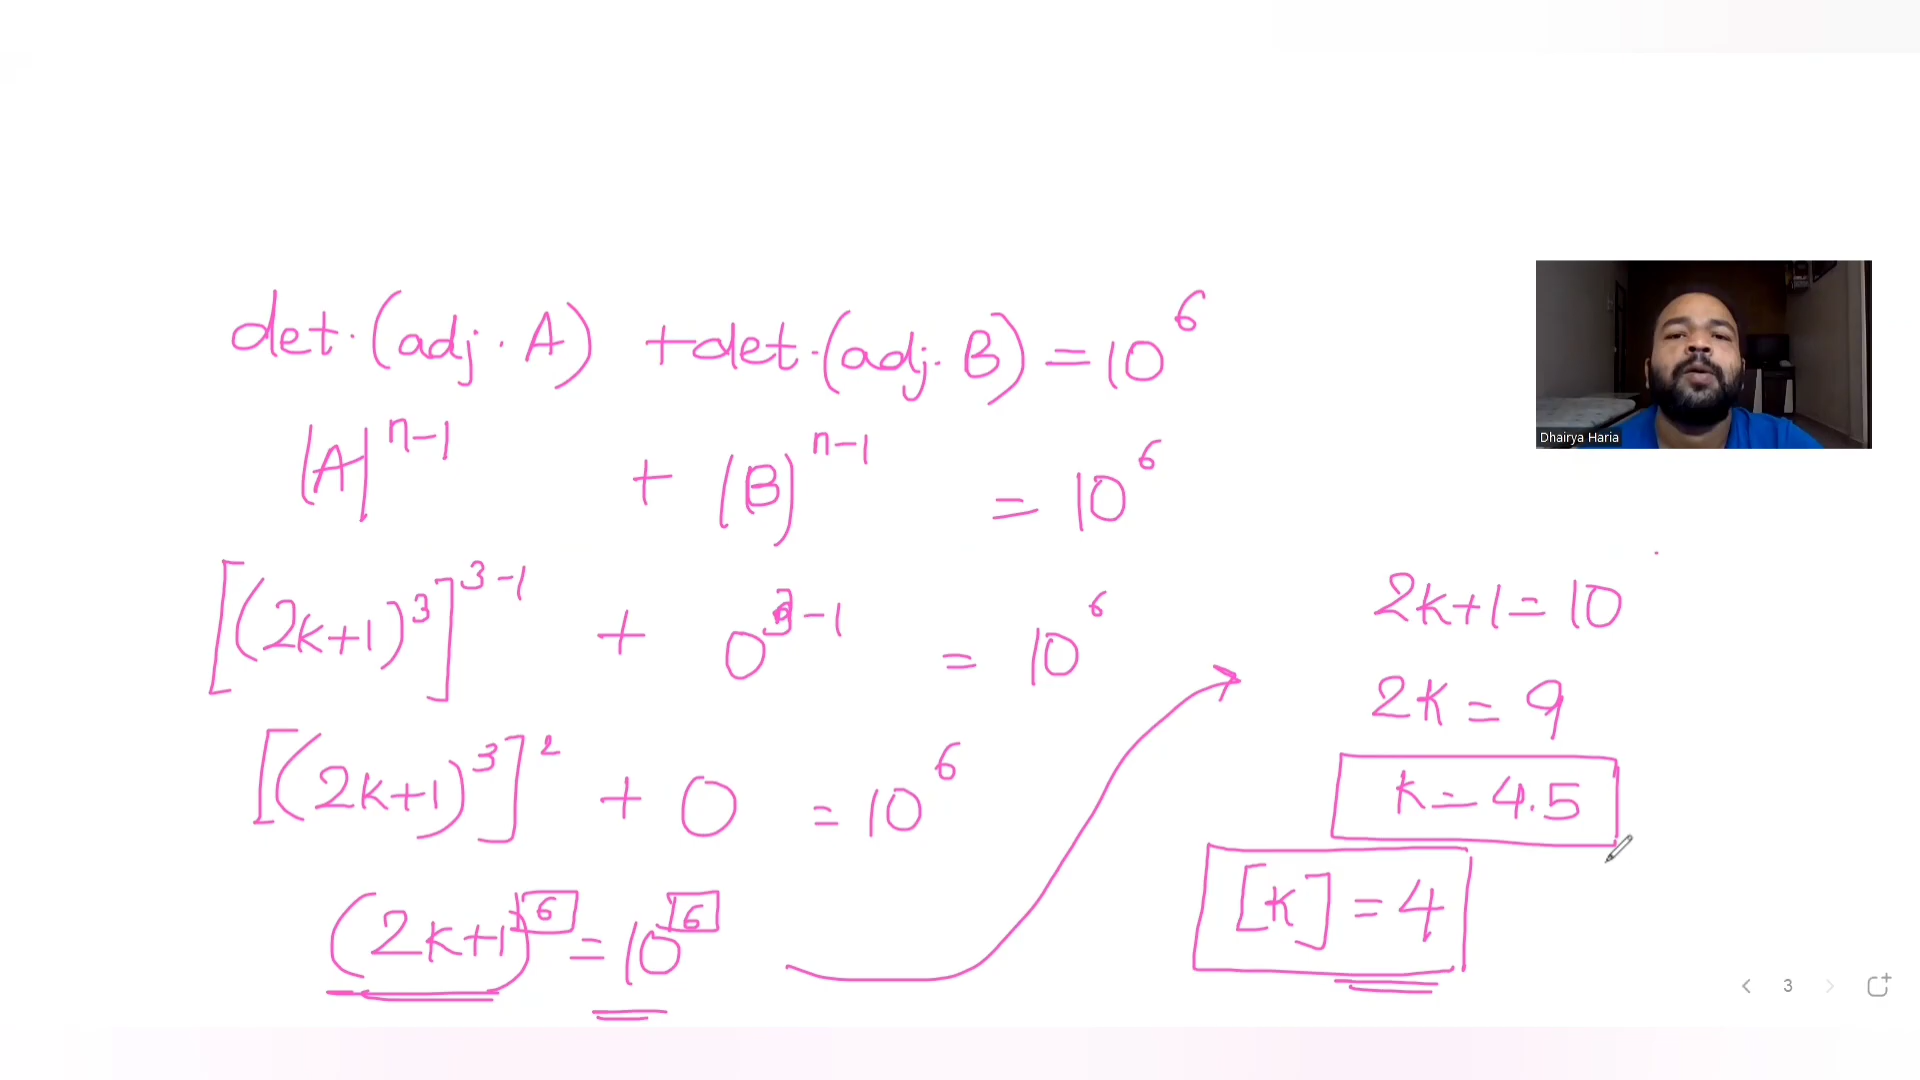 det.(adj.A) +det.(adj.B)=10^6
|A|^n-1 + |B|^n-1 = 10^6
[(2k+1)^3]^3-1 + 0^3-1 = 10^6
[(2k+1)^3]^2 + 0 = 10^6
(2k+1)^6 = 10^6
2k+1=10
2k = 9
k=4.5
[k] = 4
Dhairya Haria
3